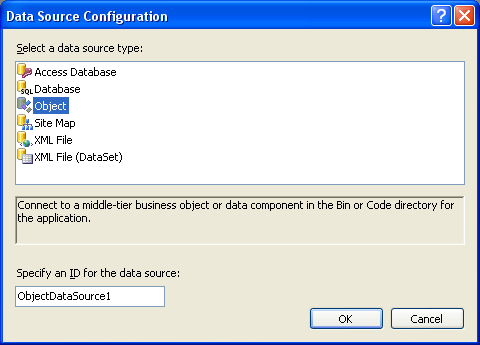 Data Source Configuration
Select a data source type:
Access Database
SQL Database
Object
Site Map
XML File
XML File (DataSet)
Connect to a middle-tier business object or data component in the Bin or Code directory for
the application.
Specify an ID for the data source:
ObjectDataSource1
OK Cancel